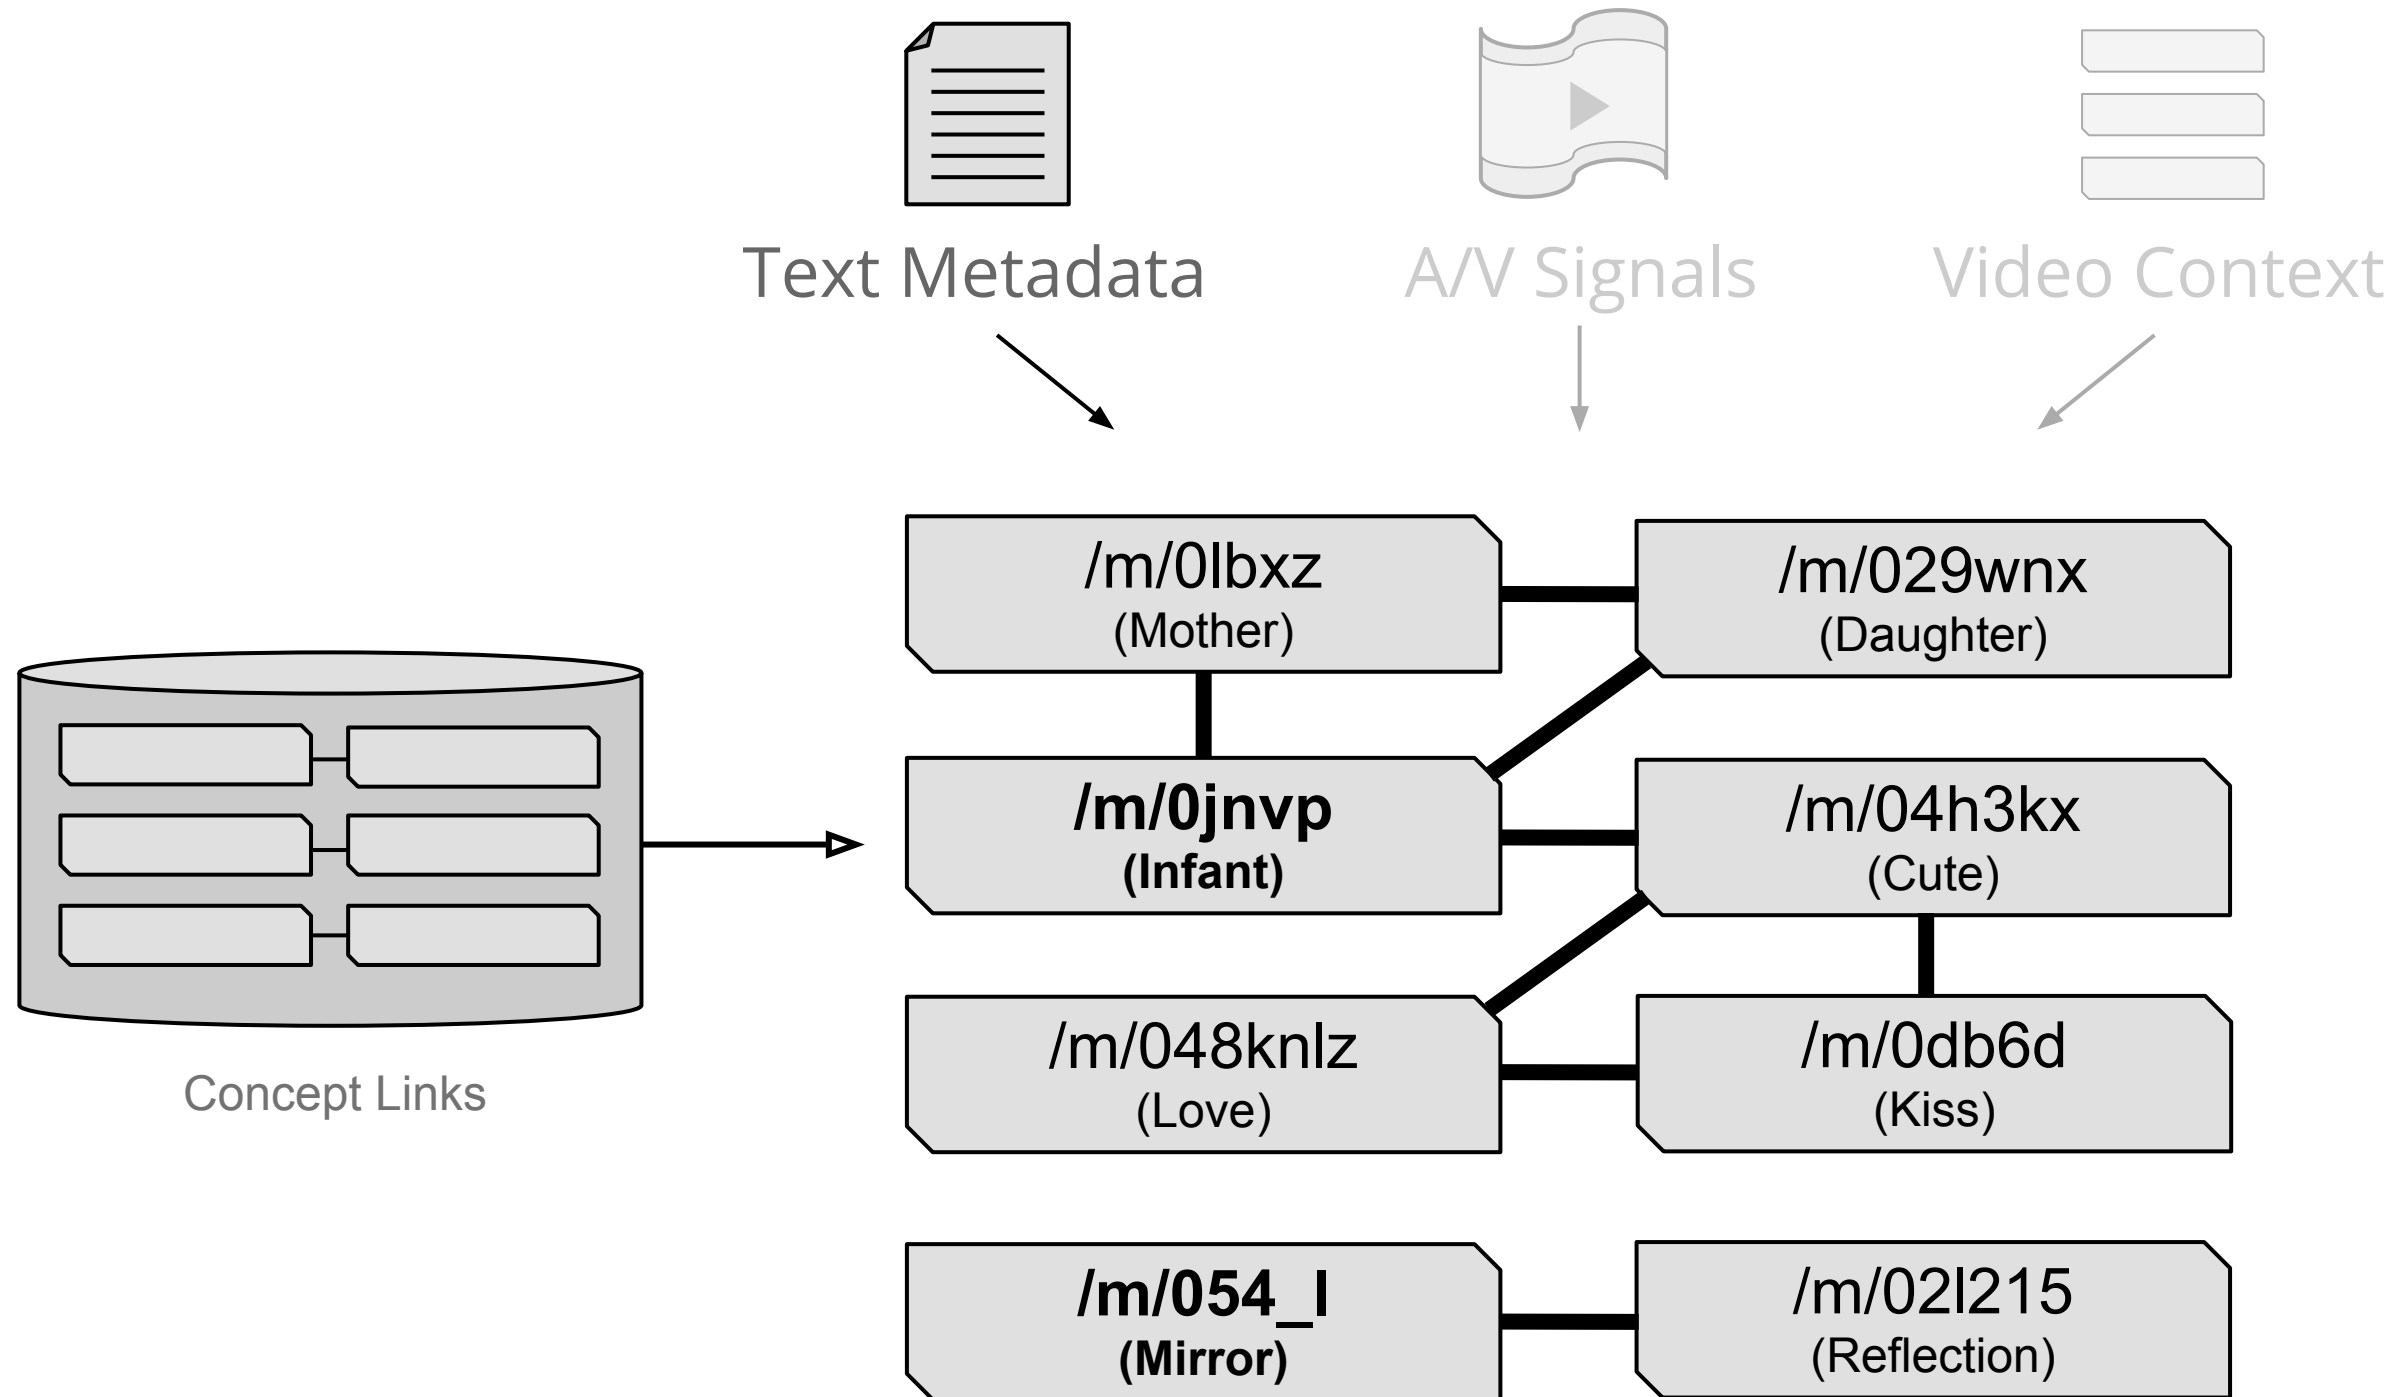 Text Metadata
A/V Signals
Video Context
/m/0lbxz
(Mother)
/m/029wnx
(Daughter)
/m/0jnvp
(Infant)
/m/04h3kx
(Cute)
/m/048knlz
(Love)
/m/0db6d
(Kiss)
Concept Links
/m/054_l
(Mirror)
/m/02l215
(Reflection)